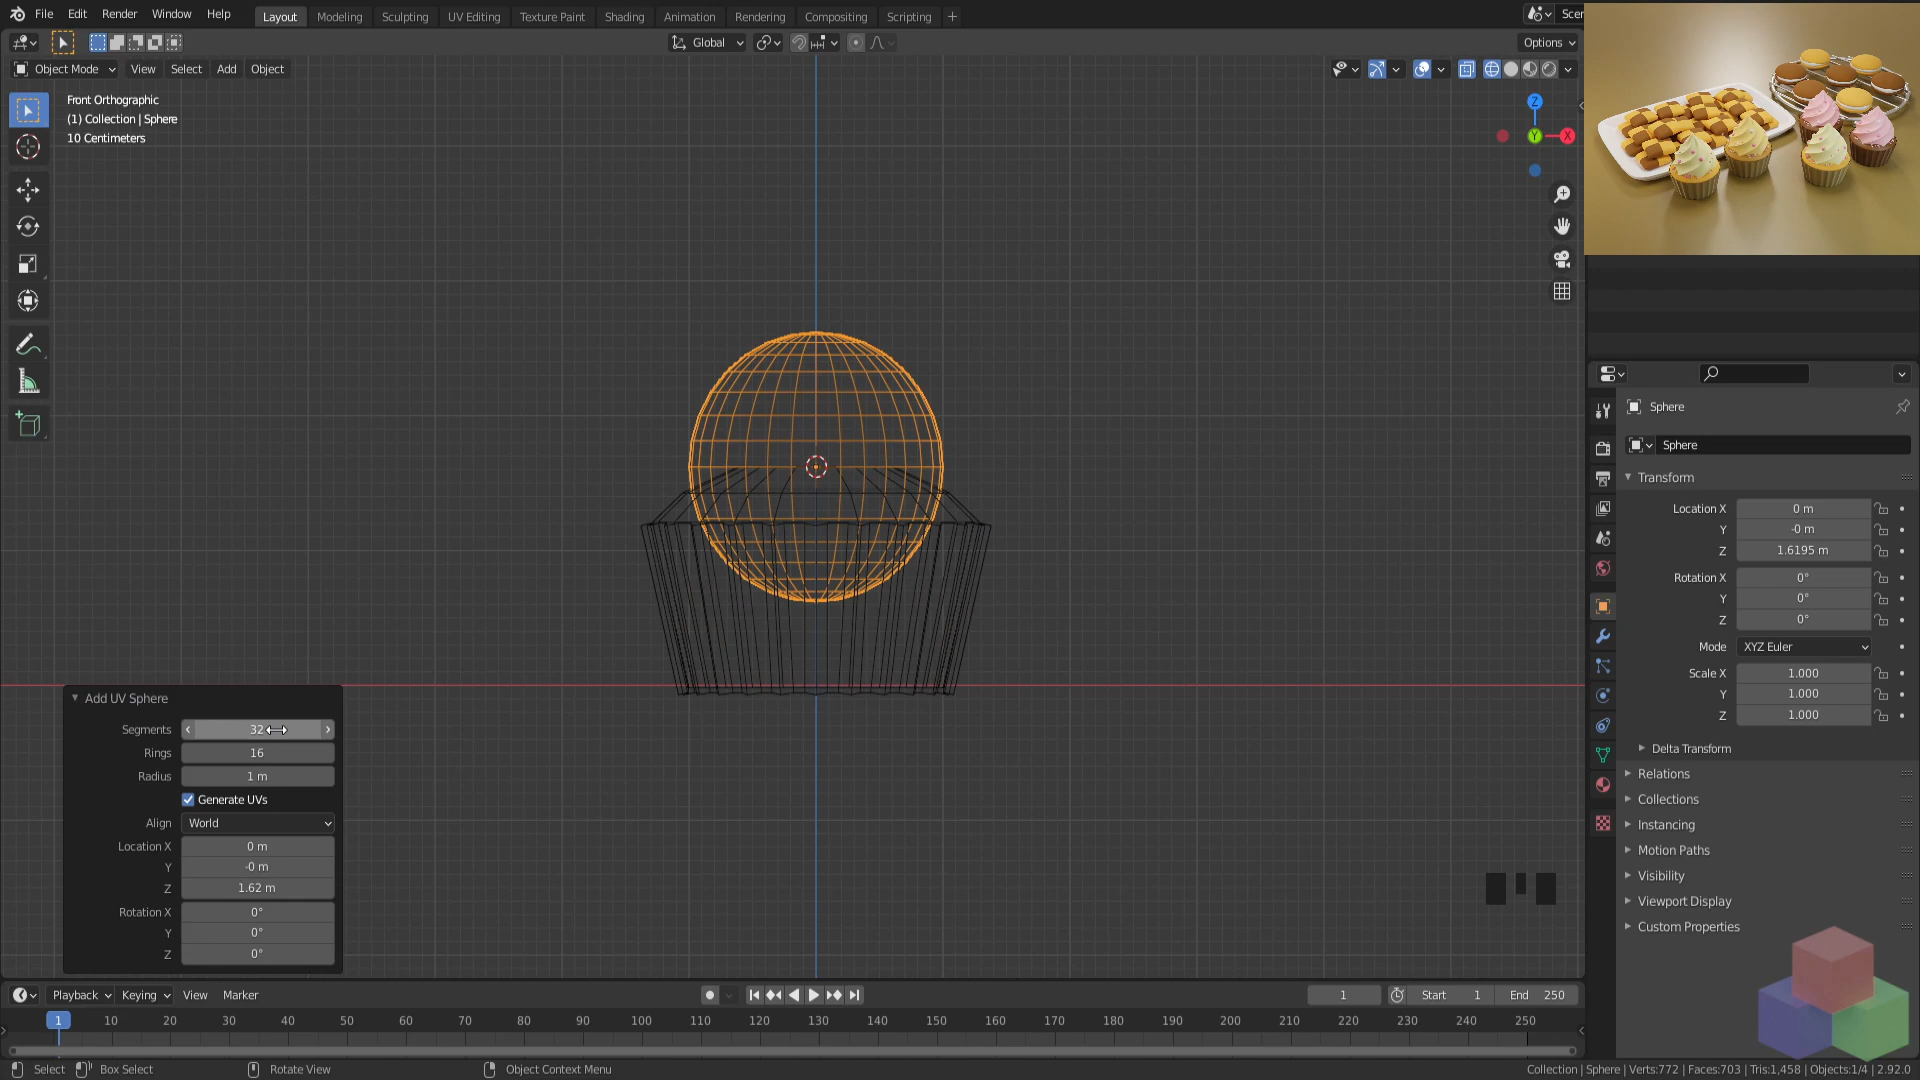 File Edit Render Window Help Layout Modeling Sculpting UV Editing Texture Paint Shading Animation Rendering Compositing Scripting + Scer
Global Options
Object Mode View Select Add Object
Front Orthographic
(1) Collection | Sphere
10 Centimeters
Z
Y X
Sphere
Sphere
Transform
Location X 0 m
Y -0 m
Z 1.6195 m
Rotation X 0°
Y 0°
Z 0°
Mode XYZ Euler
Scale X 1.000
Y 1.000
Z 1.000
Delta Transform
Relations
Collections
Instancing
Motion Paths
Visibility
Viewport Display
Custom Properties
Add UV Sphere
Segments 32
Rings 16
Radius 1 m
Generate UVs
Align World
Location X 0 m
Y -0 m
Z 1.62 m
Rotation X 0°
Y 0°
Z 0°
Playback Keying View Marker 1 Start 1 End 250
1 10 20 30 40 50 60 70 80 90 100 110 120 130 140 150 160 170 180 190 200 210 220 230 240 250
Select Box Select Rotate View Object Context Menu Collection | Sphere | Verts:772 | Faces:703 | Tris:1,458 | Objects:1/4 | 2.92.0